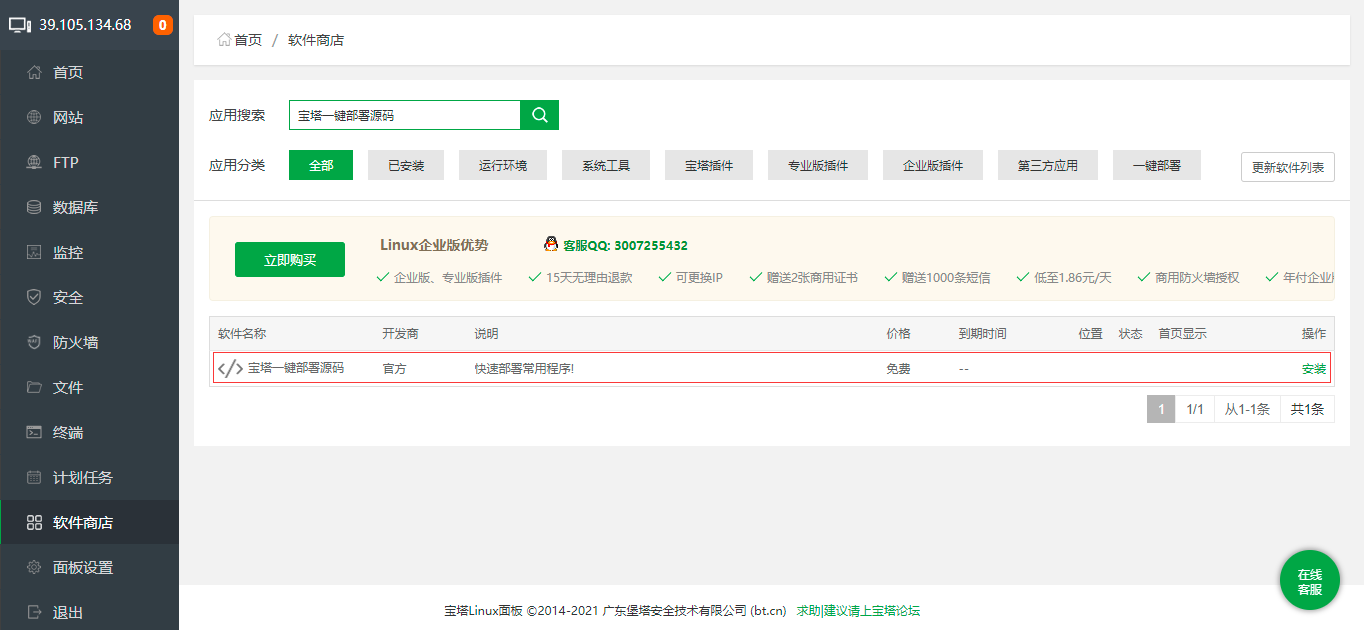 39.105.134.68 0
首页
网站
FTP
数据库
监控
安全
防火墙
文件
终端
计划任务
软件商店
面板设置
退出
首页 / 软件商店
应用搜索 宝塔一键部署源码
应用分类 全部 已安装 运行环境 系统工具 宝塔插件 专业版插件 企业版插件 第三方应用 一键部署 更新软件列表
立即购买
Linux企业版优势 客服QQ: 3007255432
企业版、专业版插件 15天无理由退款 可更换IP 赠送2张商用证书 赠送1000条短信 低至1.86元/天 商用防火墙授权 年付企业
软件名称 开发商 说明 价格 到期时间 位置 状态 首页显示 操作
</> 宝塔一键部署源码 官方 快速部署常用程序! 免费 -- 安装
1 1/1 从1-1条 共1条
在线
客服
宝塔Linux面板 ©2014-2021 广东堡塔安全技术有限公司 (bt.cn) 求助|建议请上宝塔论坛